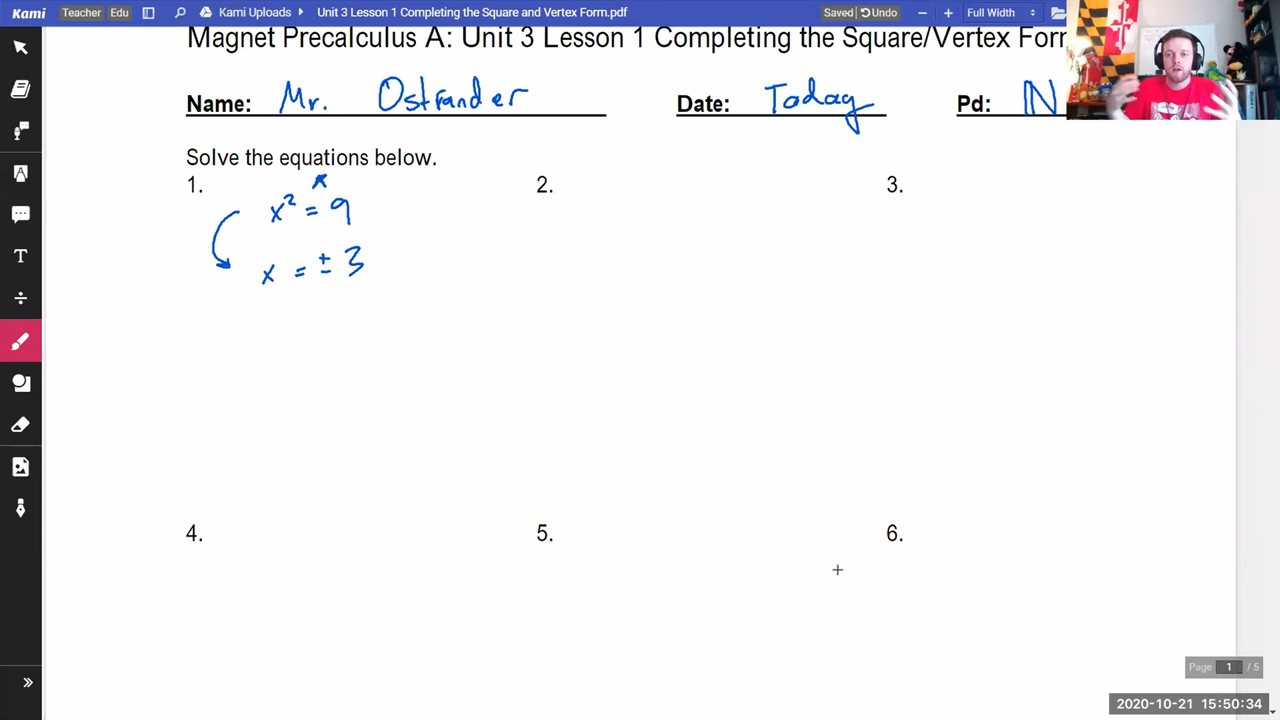 Kami Teacher Edu Kami Uploads Unit 3 Lesson 1 Completing the Square and Vertex Form.pdf Saved Undo Full Width
Magnet Precalculus A: Unit 3 Lesson 1 Completing the Square/Vertex Form
Name: Mr. Ostrander Date: Today Pd: N
Solve the equations below.
1. 2. 3.
x² = 9
x = ± 3
4. 5. 6.
Page 1 / 5
2020-10-21 15:50:34